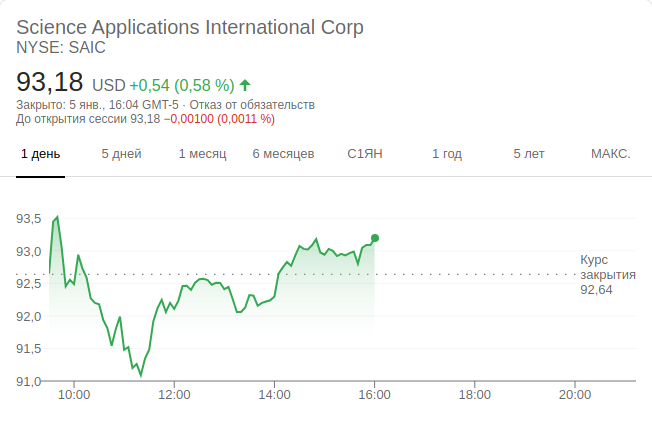 Science Applications International Corp
NYSE: SAIC
93,18 USD +0,54 (0,58 %)
Закрыто: 5 янв., 16:04 GMT-5 · Отказ от обязательств
До открытия сессии 93,18 −0,00100 (0,0011 %)
1 день 5 дней 1 месяц 6 месяцев С1ЯН 1 год 5 лет МАКС.
93,5
93,0
92,5
92,0
91,5
91,0
Курс
закрытия
92,64
10:00 12:00 14:00 16:00 18:00 20:00